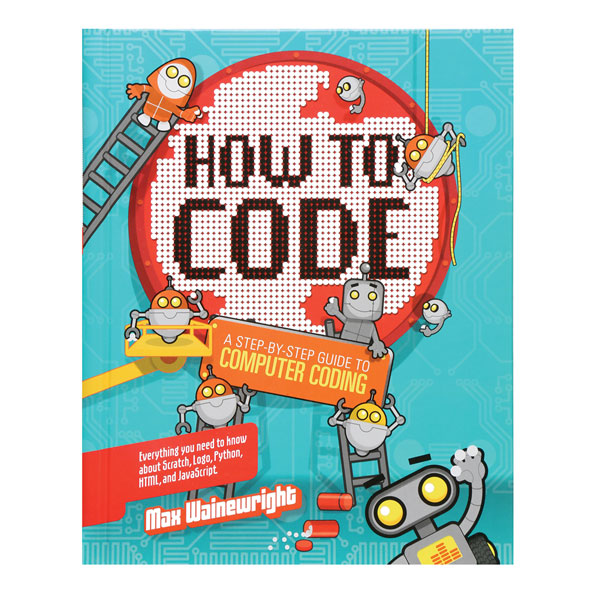 HOW TO
CODE
A STEP-BY-STEP GUIDE TO
COMPUTER CODING
Everything you need to know
about Scratch, Logo, Python,
HTML, and JavaScript.
Max Wainewright